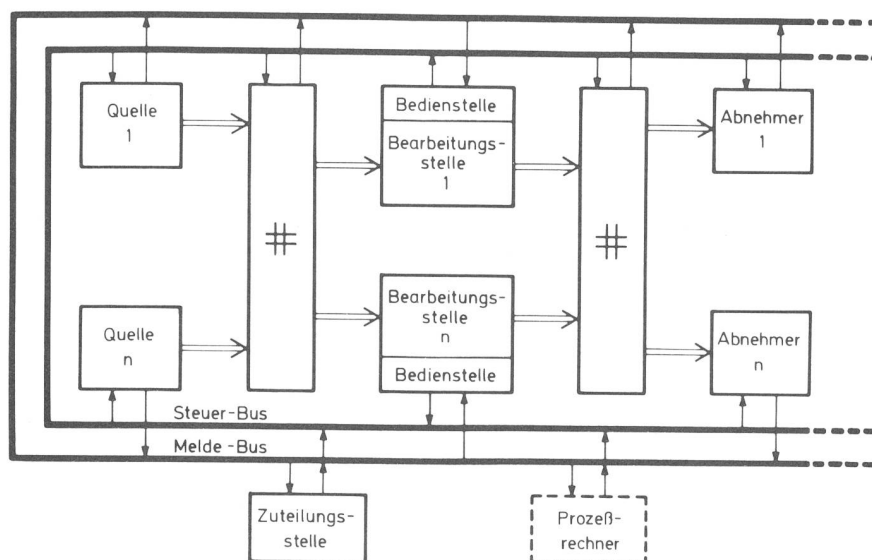 Quelle
1
Bedienstelle
Bearbeitungs-
stelle
1
Abnehmer
1
Quelle
n
Bearbeitungs-
stelle
n
Bedienstelle
Abnehmer
n
Steuer-Bus
Melde-Bus
Zuteilungs-
stelle
Prozeß-
rechner